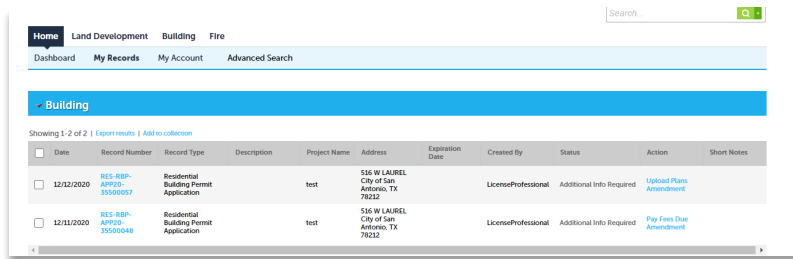 Search...
Home Land Development Building Fire
Dashboard My Records My Account Advanced Search
Building
Showing 1-2 of 2 | Export results | Add to collection
Date Record Number Record Type Description Project Name Address Expiration Date Created By Status Action Short Notes
12/12/2020 RES-RBP-APP20-35500057 Residential Building Permit Application test 516 W LAUREL City of San Antonio, TX 78212 LicenseProfessional Additional Info Required Upload Plans Amendment
12/11/2020 RES-RBP-APP20-35500048 Residential Building Permit Application test 516 W LAUREL City of San Antonio, TX 78212 LicenseProfessional Additional Info Required Pay Fees Due Amendment